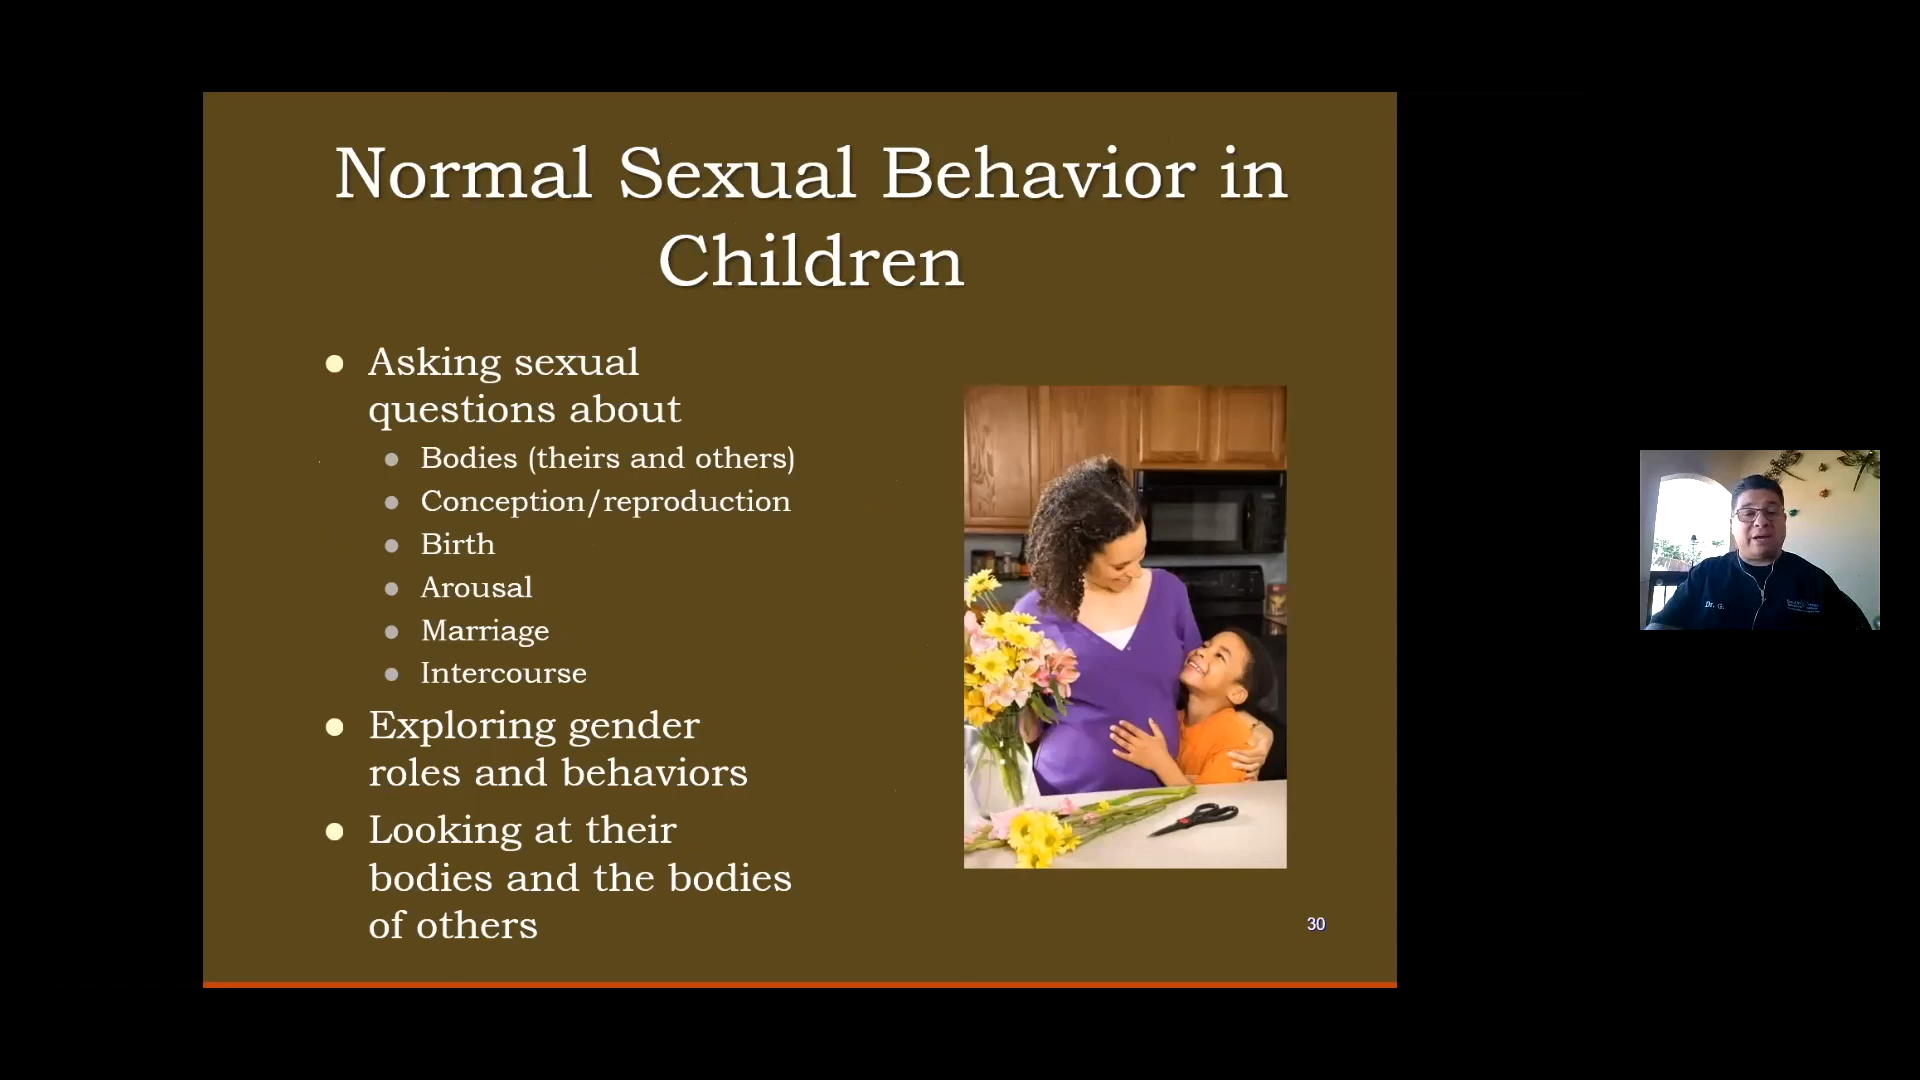 Normal Sexual Behavior in
Children
Asking sexual
questions about
Bodies (theirs and others)
Conception/reproduction
Birth
Arousal
Marriage
Intercourse
Exploring gender
roles and behaviors
Looking at their
bodies and the bodies
of others
30
Dr. G.